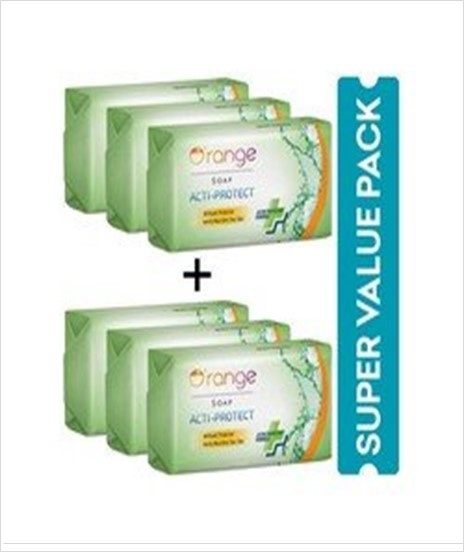 Orange
SOAP
ACTI-PROTECT
+
Orange
SOAP
ACTI-PROTECT
SUPER VALUE PACK